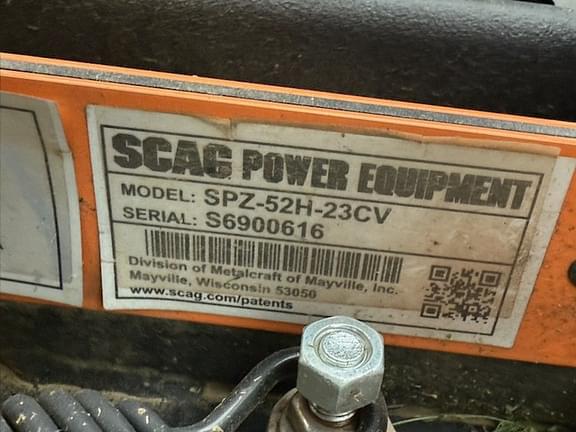 SCAG POWER EQUIPMENT
MODEL: SPZ-52H-23CV
SERIAL: S6900616
Division of Metalcraft of Mayville, Inc.
Mayville, Wisconsin 53050
www.scag.com/patents